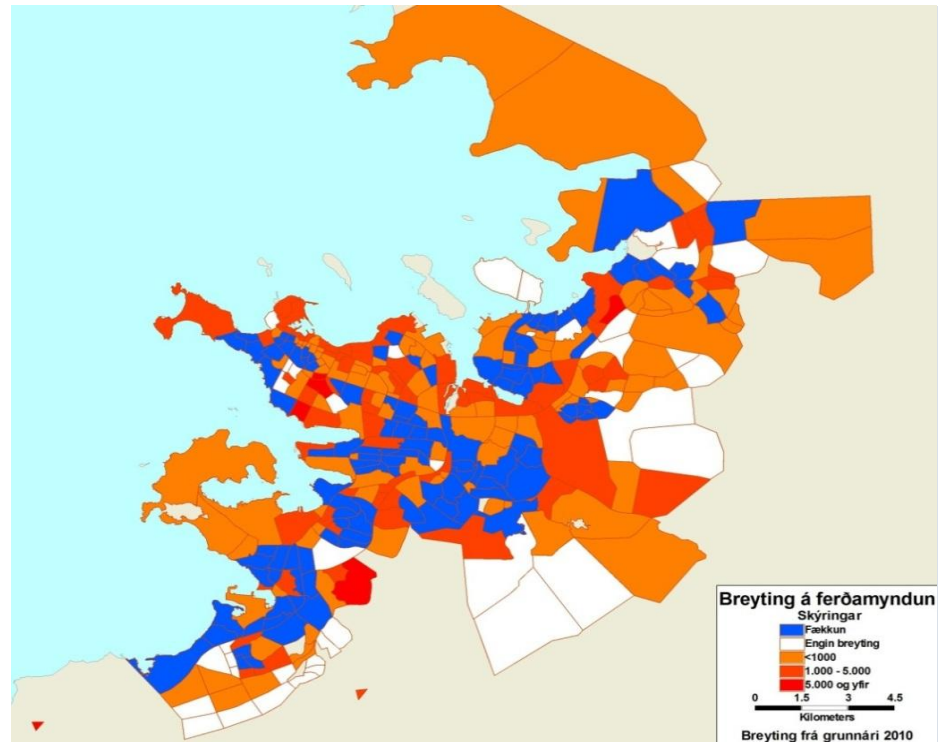 Breyting á ferðamyndun
Skýringar
Fækkun
Engin breyting
<1000
1.000 - 5.000
5.000 og yfir
0 1.5 3 4.5
Kilometers
Breyting frá grunnári 2010